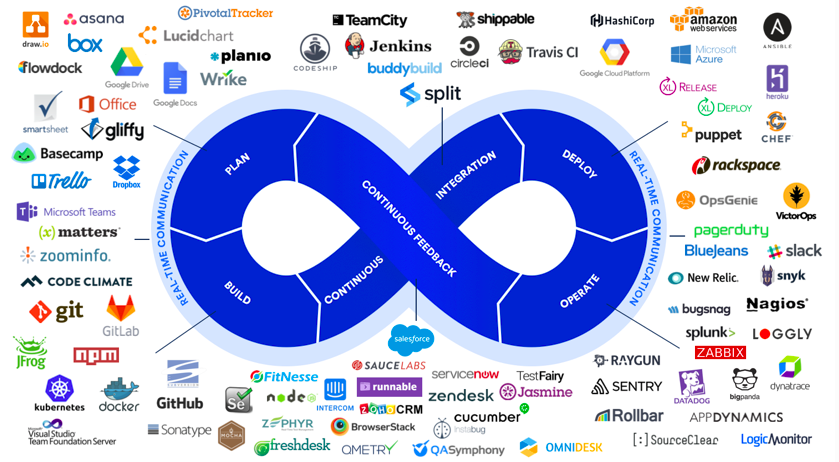 draw.io
asana
PivotalTracker
TeamCity
shippable
HashiCorp
amazon
web services
ANSIBLE
box
Lucidchart
planio
CODESHIP
Jenkins
circleci
Travis CI
Google Cloud Platform
Microsoft
Azure
flowdock
Google Drive
Google Docs
Wrike
buddybuild
XL RELEASE
heroku
smartsheet
Office
gliffy
split
XL DEPLOY
puppet
CHEF
Basecamp
Trello
Dropbox
rackspace
Microsoft Teams
(x)matters
zoominfo.
OpsGenie
VictorOps
pagerduty
BlueJeans
slack
REAL-TIME COMMUNICATION
PLAN
BUILD
CONTINUOUS
INTEGRATION
CONTINUOUS FEEDBACK
DEPLOY
OPERATE
REAL-TIME COMMUNICATION
CODE CLIMATE
git
GitLab
New Relic.
snyk
bugsnag
Nagios®
splunk>
LOGGLY
ZABBIX
JFrog
npm
kubernetes
docker
SUBVERSION
GitHub
Visual Studio
Team Foundation Server
Sonatype
salesforce
SAUCELABS
FitNesse
Se
node
INTERCOM
runnable
ZOHO CRM
servicenow
TestFairy
zendesk
Jasmine
MOCHA
ZEPHYR
BrowserStack
Instabug
cucumber
freshdesk
QMETRY
QASymphony
OMNIDESK
RAYGUN
SENTRY
DATADOG
bigpanda
dynatrace
Rollbar
APPDYNAMICS
[:]SourceClear
LogicMonitor